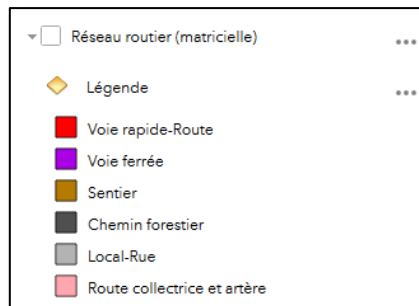 Réseau routier (matricielle)
Légende
Voie rapide-Route
Voie ferrée
Sentier
Chemin forestier
Local-Rue
Route collectrice et artère